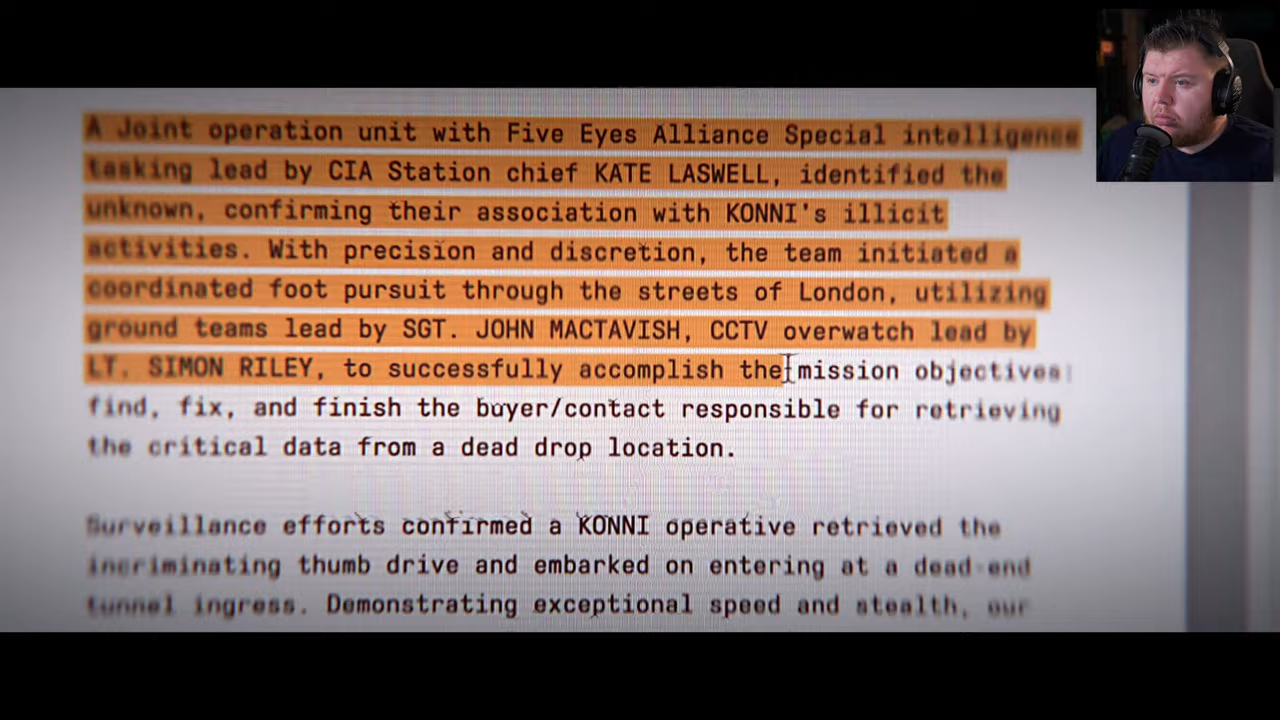 A Joint operation unit with Five Eyes Alliance Special intelligence
tasking lead by CIA Station chief KATE LASWELL, identified the
unknown, confirming their association with KONNI's illicit
activities. With precision and discretion, the team initiated a
coordinated foot pursuit through the streets of London, utilizing
ground teams lead by SGT. JOHN MACTAVISH, CCTV overwatch lead by
LT. SIMON RILEY, to successfully accomplish the mission objectives:
find, fix, and finish the buyer/contact responsible for retrieving
the critical data from a dead drop location.
Surveillance efforts confirmed a KONNI operative retrieved the
incriminating thumb drive and embarked on entering at a dead-end
tunnel ingress. Demonstrating exceptional speed and stealth, our